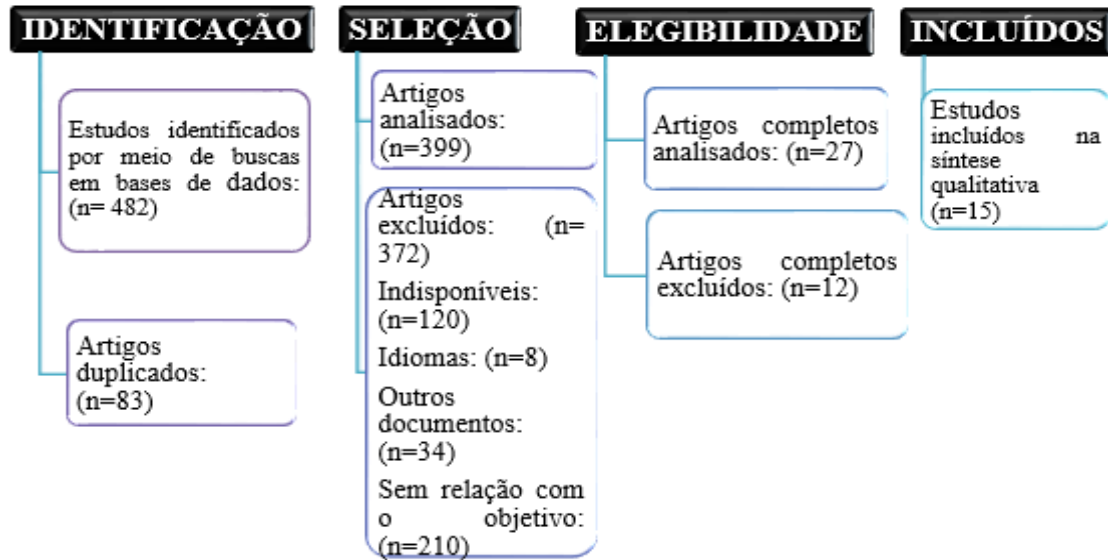 IDENTIFICAÇÃO
Estudos identificados
por meio de buscas
em bases de dados:
(n= 482)
Artigos
duplicados:
(n=83)
SELEÇÃO
Artigos
analisados:
(n=399)
Artigos
excluídos: (n=
372)
Indisponíveis:
(n=120)
Idiomas: (n=8)
Outros
documentos:
(n=34)
Sem relação com
o objetivo:
(n=210)
ELEGIBILIDADE
Artigos completos
analisados: (n=27)
Artigos completos
excluídos: (n=12)
INCLUÍDOS
Estudos
incluídos na
síntese
qualitativa
(n=15)